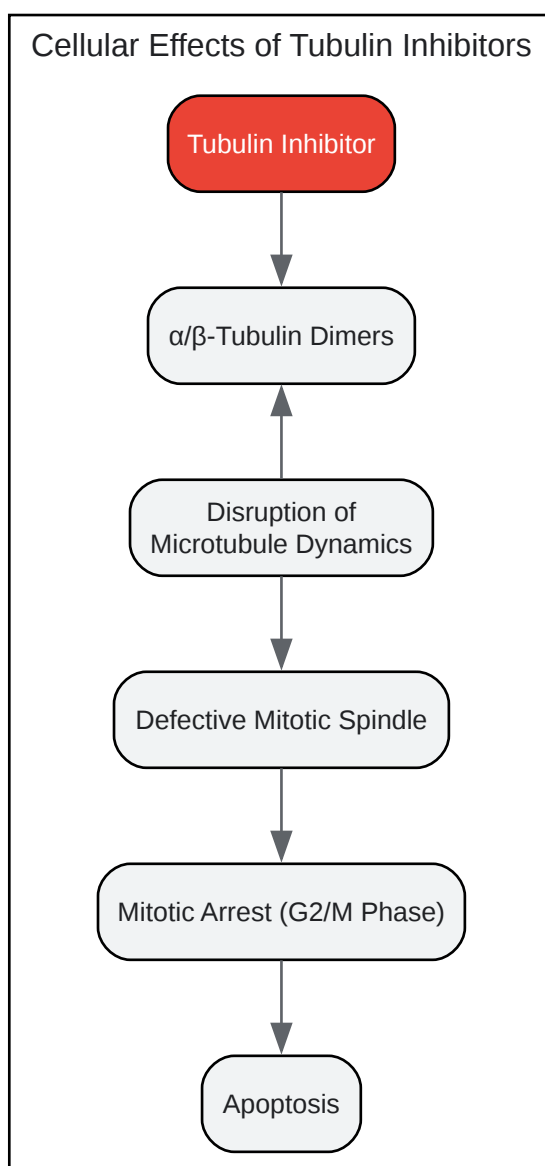 Cellular Effects of Tubulin Inhibitors
Tubulin Inhibitor
α/β-Tubulin Dimers
Disruption of
Microtubule Dynamics
Defective Mitotic Spindle
Mitotic Arrest (G2/M Phase)
Apoptosis